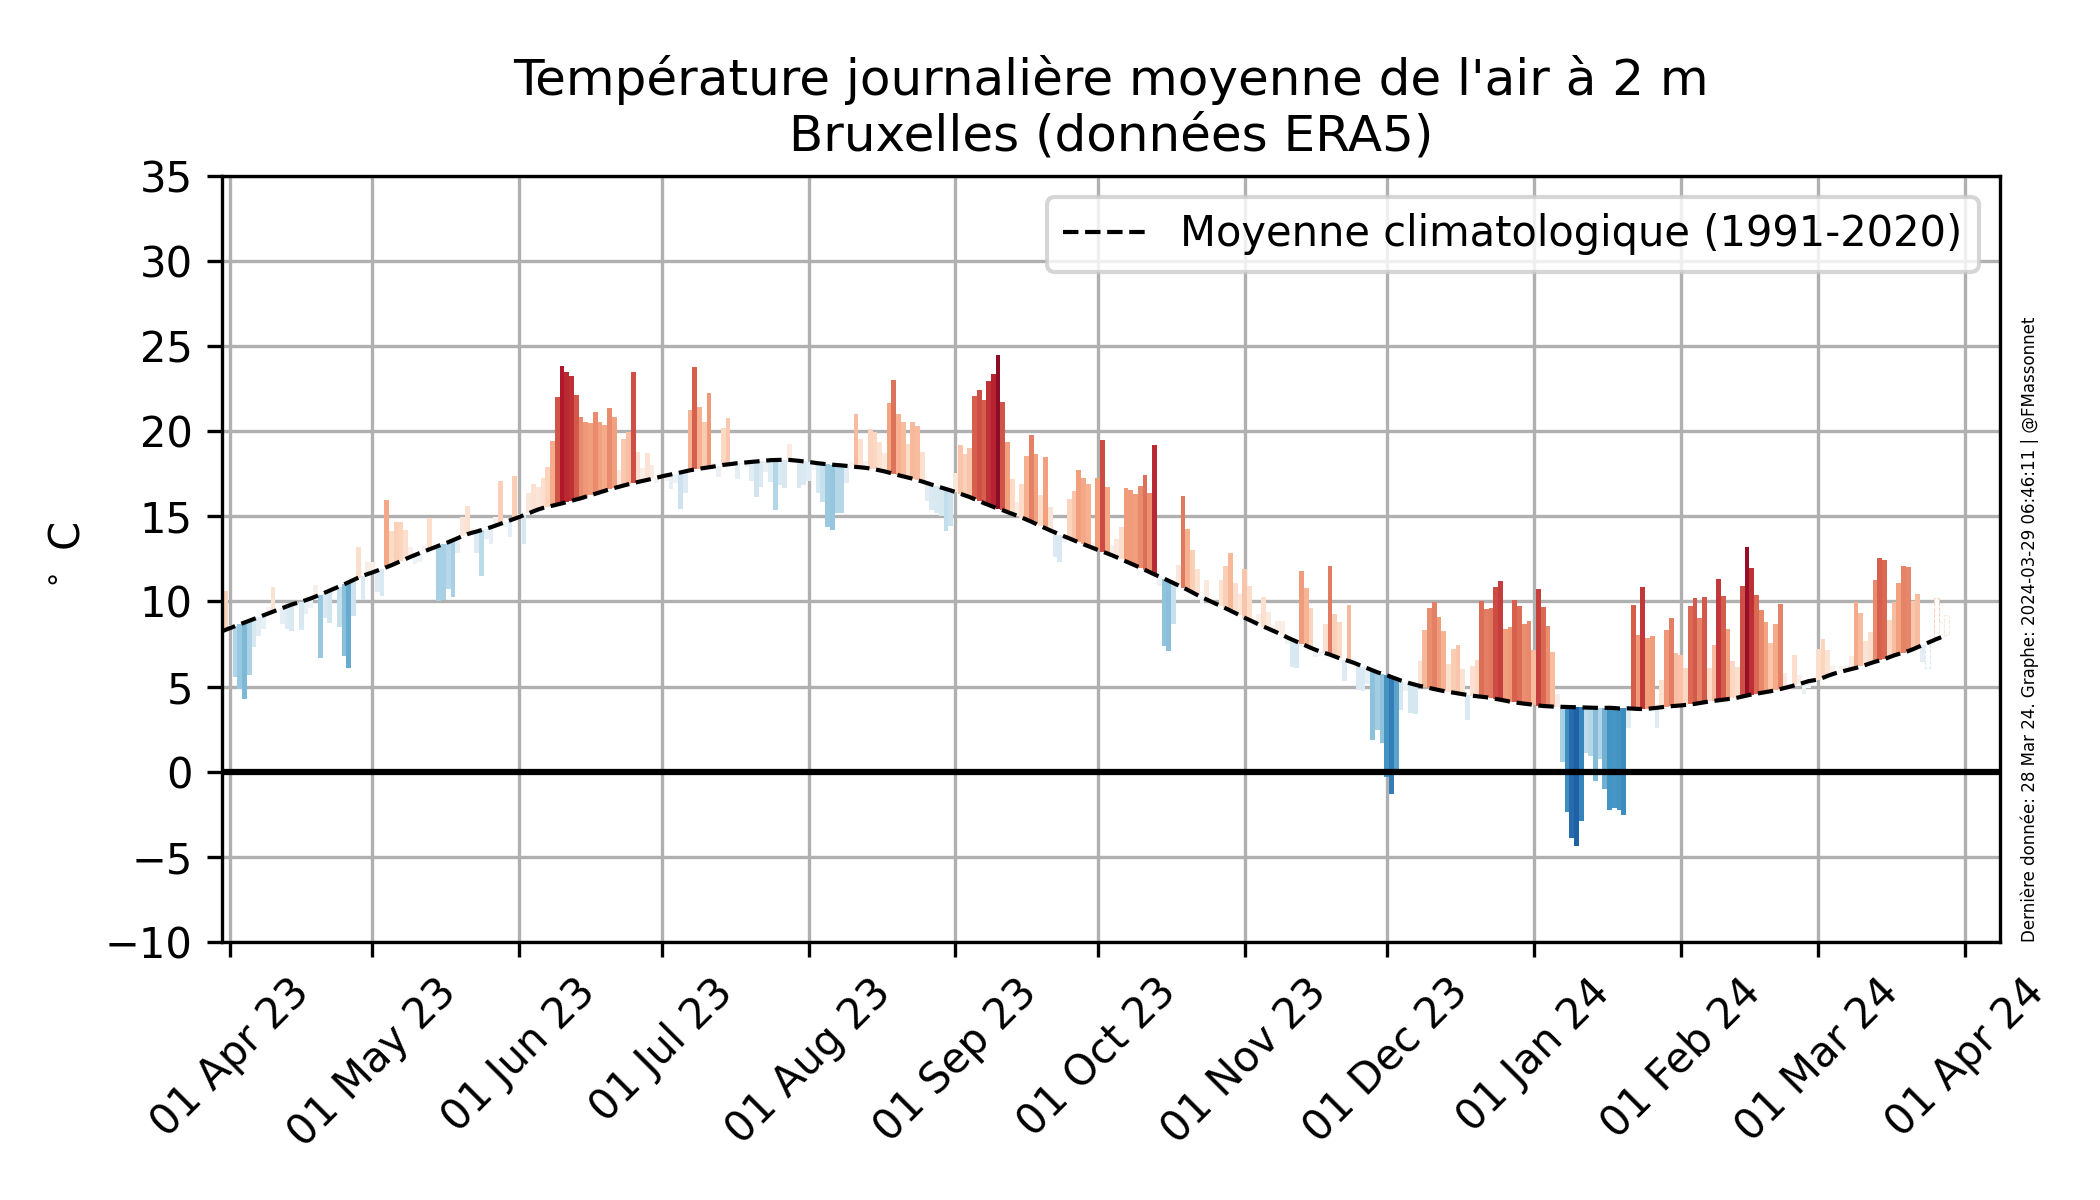 Température journalière moyenne de l'air à 2 m
Bruxelles (données ERA5)
Moyenne climatologique (1991-2020)
35
30
25
20
15
10
5
0
−5
−10
° C
01 Apr 23
01 May 23
01 Jun 23
01 Jul 23
01 Aug 23
01 Sep 23
01 Oct 23
01 Nov 23
01 Dec 23
01 Jan 24
01 Feb 24
01 Mar 24
01 Apr 24
Dernière donnée: 28 Mar 24. Graphe: 2024-03-29 06:46:11 | @FMassonnet